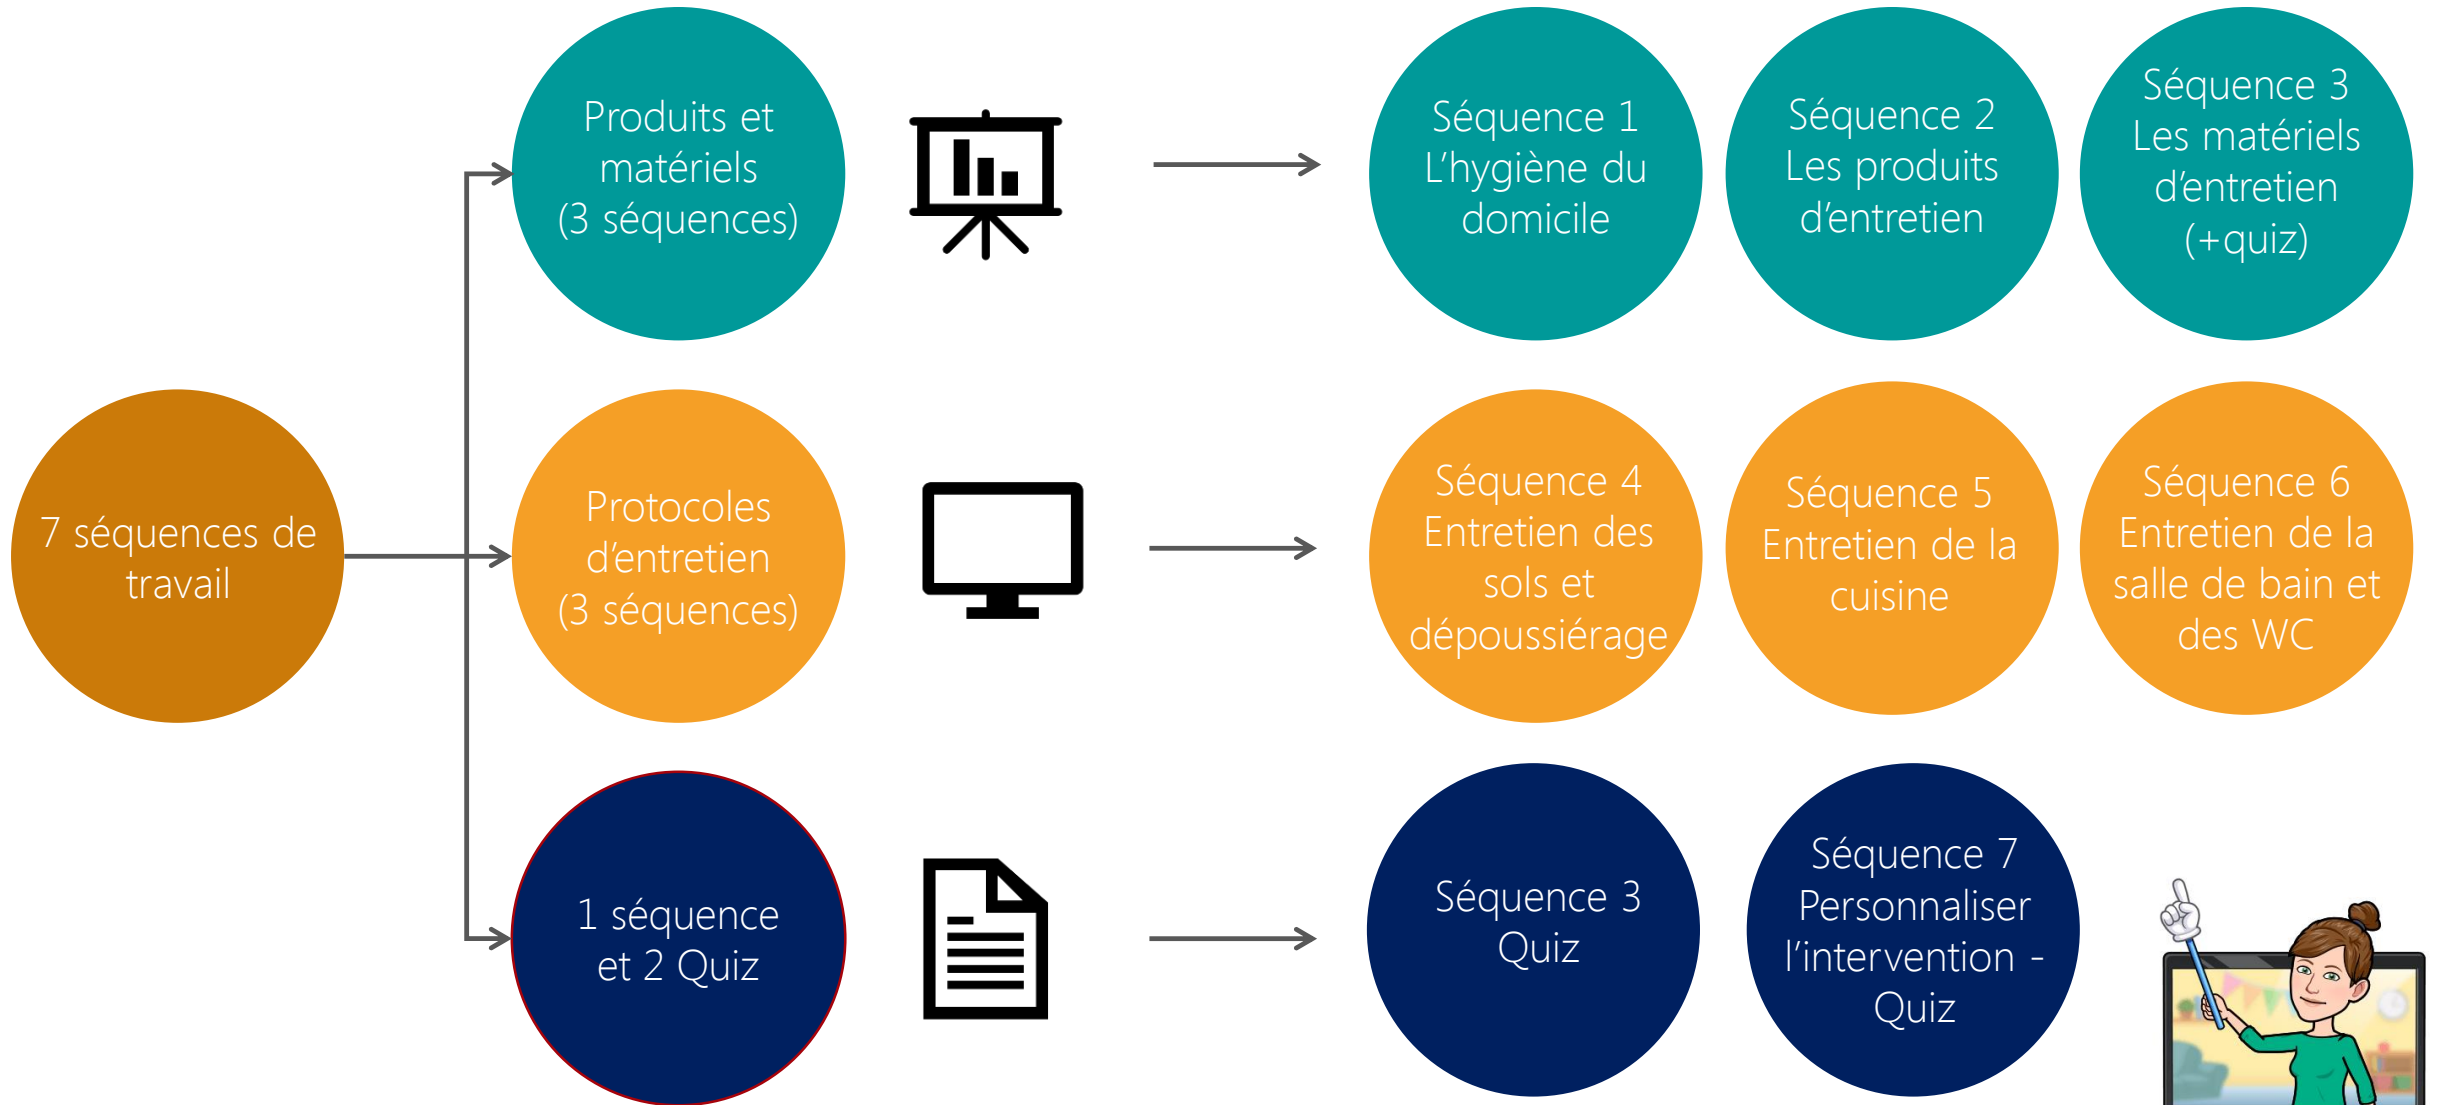 7 séquences de
travail
Produits et
matériels
(3 séquences)
Séquence 1
L’hygiène du
domicile
Séquence 2
Les produits
d’entretien
Séquence 3
Les matériels
d’entretien
(+quiz)
Protocoles
d’entretien
(3 séquences)
Séquence 4
Entretien des
sols et
dépoussiérage
Séquence 5
Entretien de la
cuisine
Séquence 6
Entretien de la
salle de bain et
des WC
1 séquence
et 2 Quiz
Séquence 3
Quiz
Séquence 7
Personnaliser
l’intervention -
Quiz